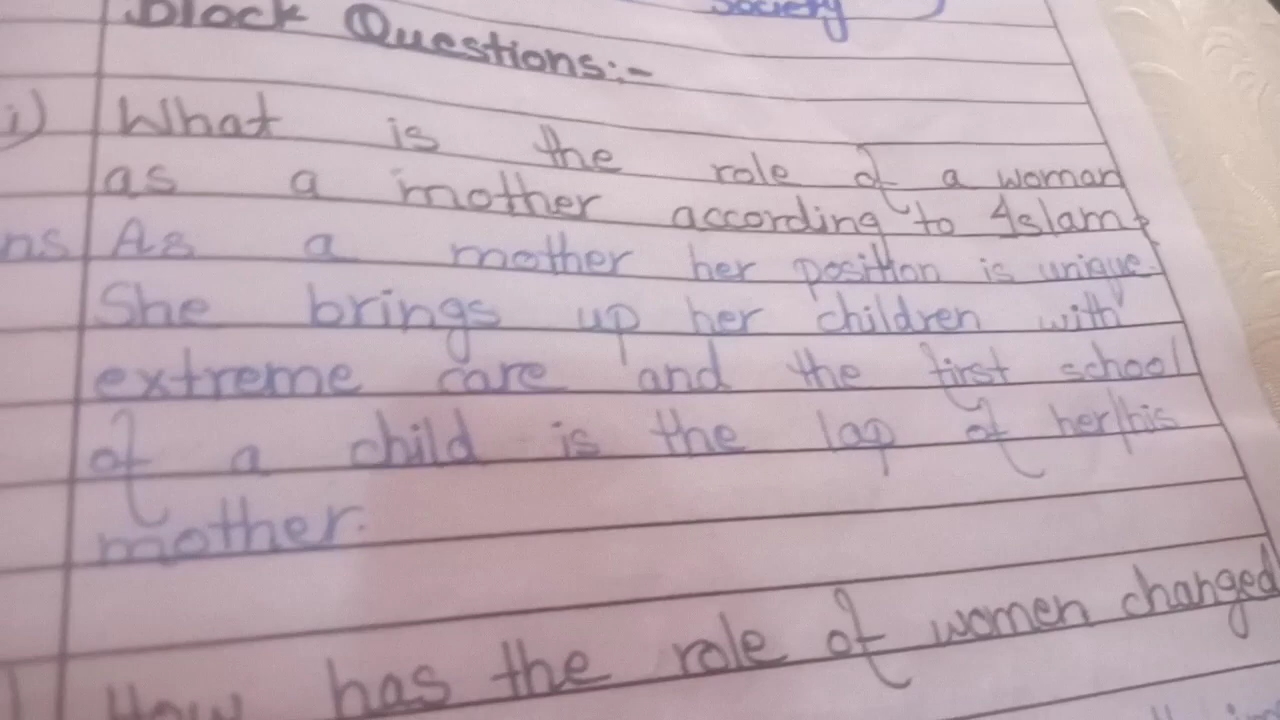 Society
Block Questions:-
i) What is the role of a woman
as a mother according to Islam?
ns As a mother her position is unique.
She brings up her children with
extreme care and the first school
of a child is the lap of her/his
mother.
How has the role of women changed